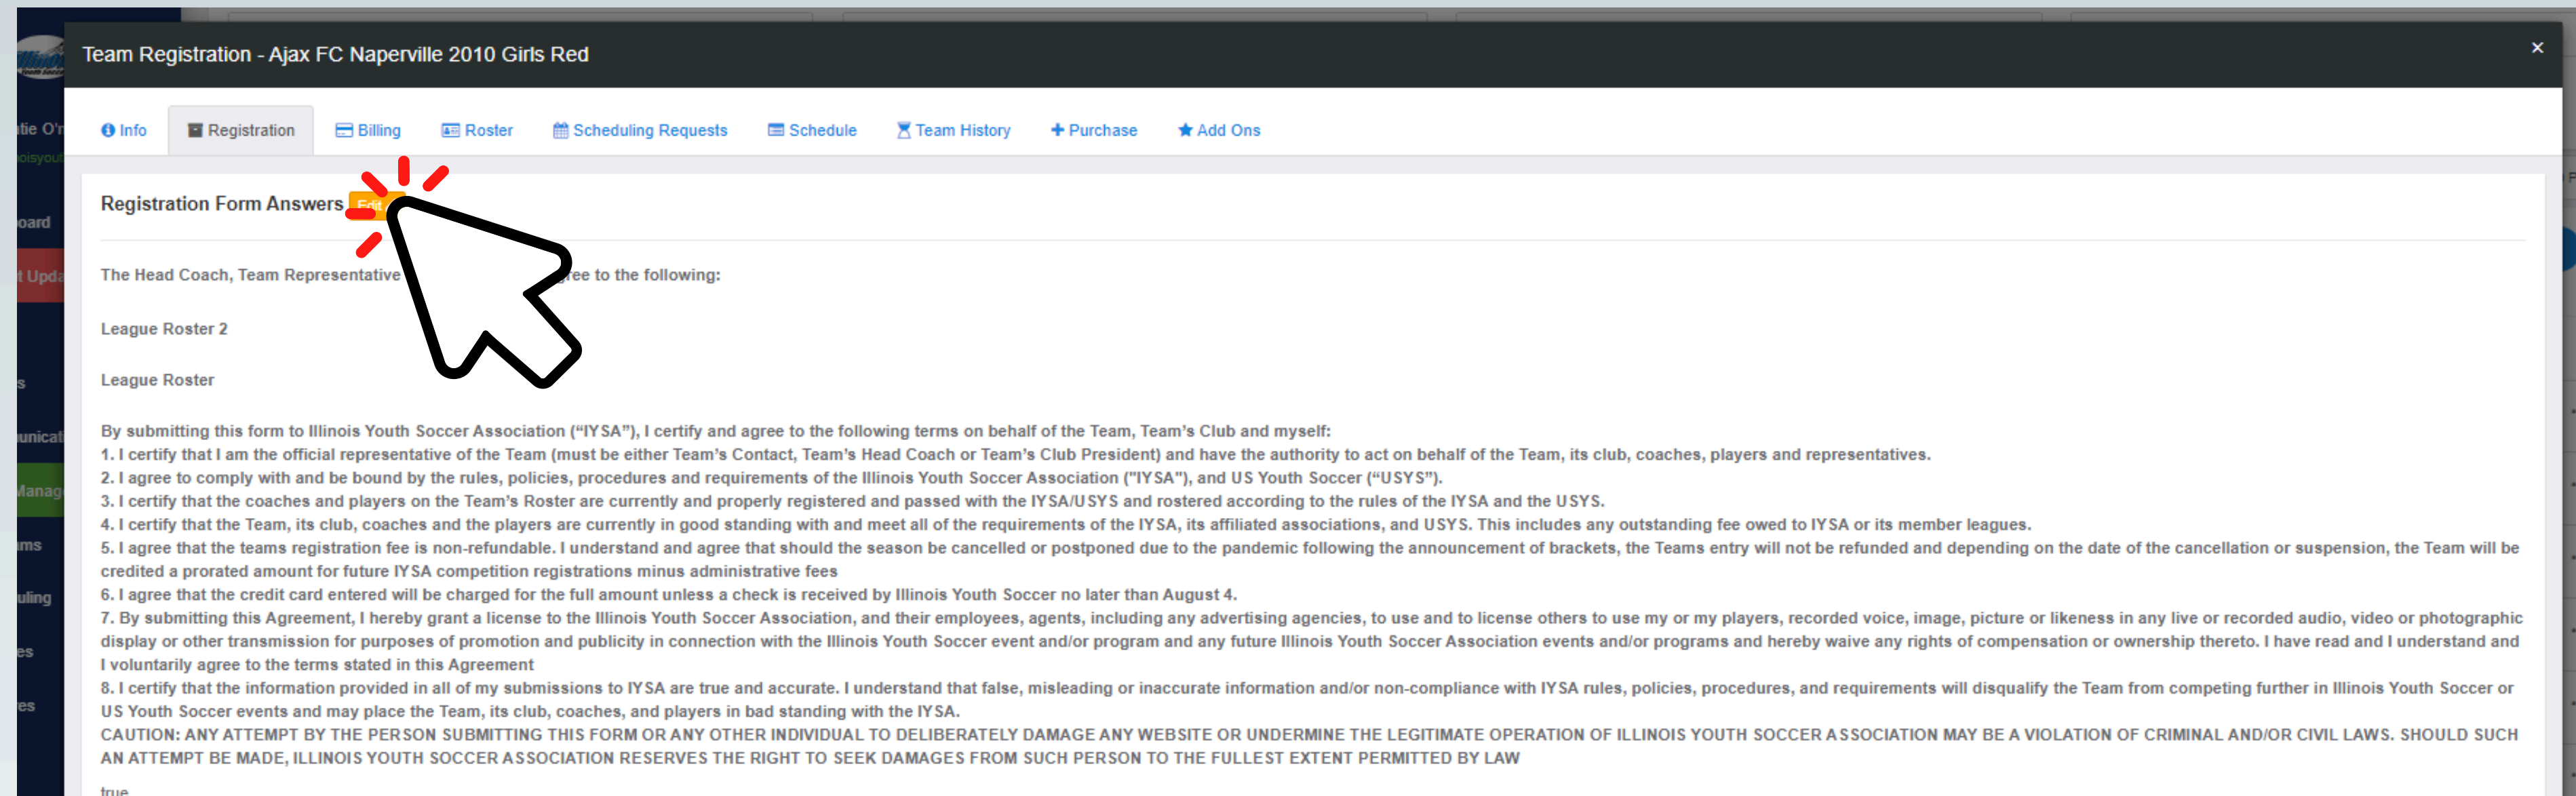 Team Registration - Ajax FC Naperville 2010 Girls Red
×
Info Registration Billing Roster Scheduling Requests Schedule Team History + Purchase Add Ons
Registration Form Answers Edit
The Head Coach, Team Representative ree to the following:
League Roster 2
League Roster
By submitting this form to Illinois Youth Soccer Association (“IYSA”), I certify and agree to the following terms on behalf of the Team, Team’s Club and myself:
1. I certify that I am the official representative of the Team (must be either Team’s Contact, Team’s Head Coach or Team’s Club President) and have the authority to act on behalf of the Team, its club, coaches, players and representatives.
2. I agree to comply with and be bound by the rules, policies, procedures and requirements of the Illinois Youth Soccer Association ("IYSA"), and US Youth Soccer (“USYS”).
3. I certify that the coaches and players on the Team’s Roster are currently and properly registered and passed with the IYSA/USYS and rostered according to the rules of the IYSA and the USYS.
4. I certify that the Team, its club, coaches and the players are currently in good standing with and meet all of the requirements of the IYSA, its affiliated associations, and USYS. This includes any outstanding fee owed to IYSA or its member leagues.
5. I agree that the teams registration fee is non-refundable. I understand and agree that should the season be cancelled or postponed due to the pandemic following the announcement of brackets, the Teams entry will not be refunded and depending on the date of the cancellation or suspension, the Team will be
credited a prorated amount for future IYSA competition registrations minus administrative fees
6. I agree that the credit card entered will be charged for the full amount unless a check is received by Illinois Youth Soccer no later than August 4.
7. By submitting this Agreement, I hereby grant a license to the Illinois Youth Soccer Association, and their employees, agents, including any advertising agencies, to use and to license others to use my or my players, recorded voice, image, picture or likeness in any live or recorded audio, video or photographic
display or other transmission for purposes of promotion and publicity in connection with the Illinois Youth Soccer event and/or program and any future Illinois Youth Soccer Association events and/or programs and hereby waive any rights of compensation or ownership thereto. I have read and I understand and
I voluntarily agree to the terms stated in this Agreement
8. I certify that the information provided in all of my submissions to IYSA are true and accurate. I understand that false, misleading or inaccurate information and/or non-compliance with IYSA rules, policies, procedures, and requirements will disqualify the Team from competing further in Illinois Youth Soccer or
US Youth Soccer events and may place the Team, its club, coaches, and players in bad standing with the IYSA.
CAUTION: ANY ATTEMPT BY THE PERSON SUBMITTING THIS FORM OR ANY OTHER INDIVIDUAL TO DELIBERATELY DAMAGE ANY WEBSITE OR UNDERMINE THE LEGITIMATE OPERATION OF ILLINOIS YOUTH SOCCER ASSOCIATION MAY BE A VIOLATION OF CRIMINAL AND/OR CIVIL LAWS. SHOULD SUCH
AN ATTEMPT BE MADE, ILLINOIS YOUTH SOCCER ASSOCIATION RESERVES THE RIGHT TO SEEK DAMAGES FROM SUCH PERSON TO THE FULLEST EXTENT PERMITTED BY LAW
true